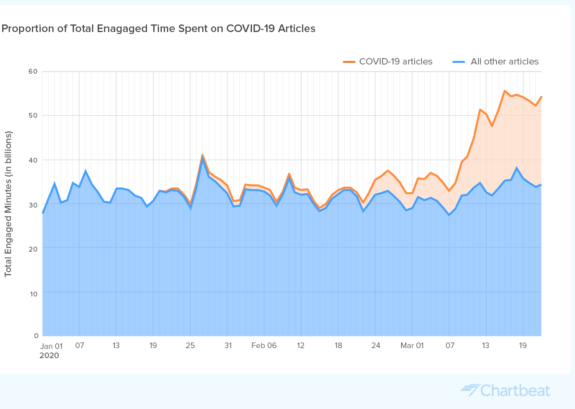 Proportion of Total Enagaged Time Spent on COVID-19 Articles
COVID-19 articles All other articles
60
50
40
30
20
10
0
Total Engaged Minutes (in billions)
Jan 01 07 13 19 25 31 Feb 06 12 18 24 Mar 01 07 13 19
2020
Chartbeat